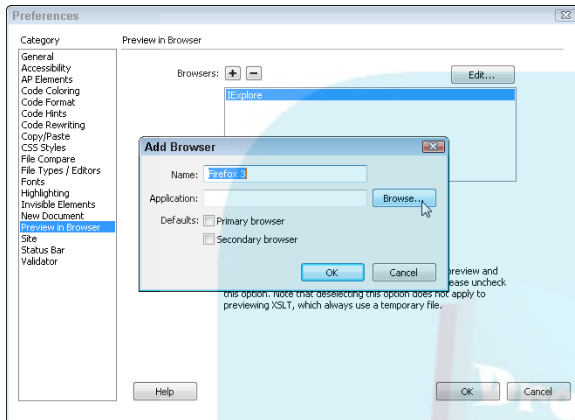 Preferences
Category
Preview in Browser
General
Accessibility
AP Elements
Code Coloring
Code Format
Code Hints
Code Rewriting
Copy/Paste
CSS Styles
File Compare
File Types / Editors
Fonts
Highlighting
Invisible Elements
New Document
Preview in Browser
Site
Status Bar
Validator
Browsers: + −
Edit...
IExplore
Add Browser
Name: Firefox 3
Application:
Browse...
Defaults: Primary browser
Secondary browser
OK Cancel
preview and
ease uncheck
this option. Note that deselecting this option does not apply to
previewing XSLT, which always use a temporary file.
Help
OK Cancel
Dre